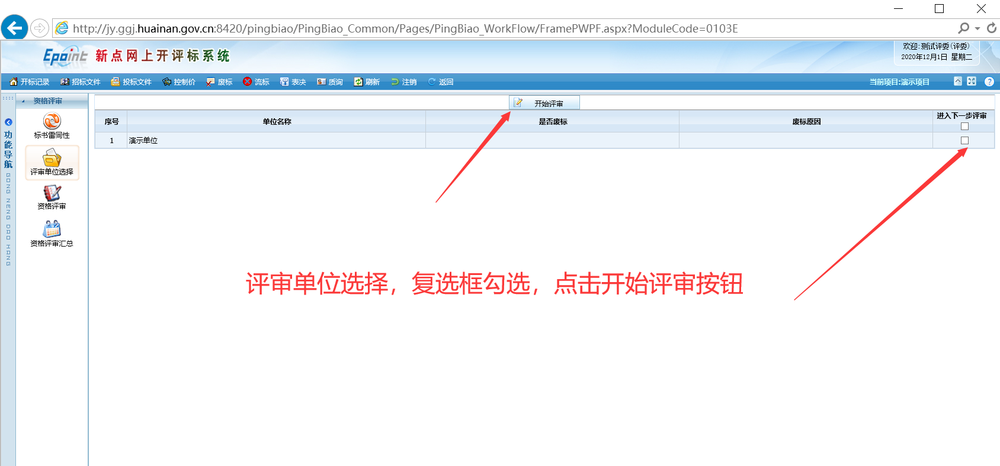 http://jy.ggj.huainan.gov.cn:8420/pingbiao/PingBiao_Common/Pages/PingBiao_WorkFlow/FramePWPF.aspx?ModuleCode=0103E
Epoint 新点网上开评标系统
欢迎:测试评委(评委)
2020年12月1日 星期二
开标记录 招标文件 投标文件 控制价 废标 流标 表决 质询 刷新 注销 返回 当前项目:演示项目
资格评审
标书雷同性
评审单位选择
资格评审
资格评审汇总
功能导航
GONG NENG DAO HANG
开始评审
序号 单位名称 是否废标 废标原因 进入下一步评审
1 演示单位
评审单位选择，复选框勾选，点击开始评审按钮